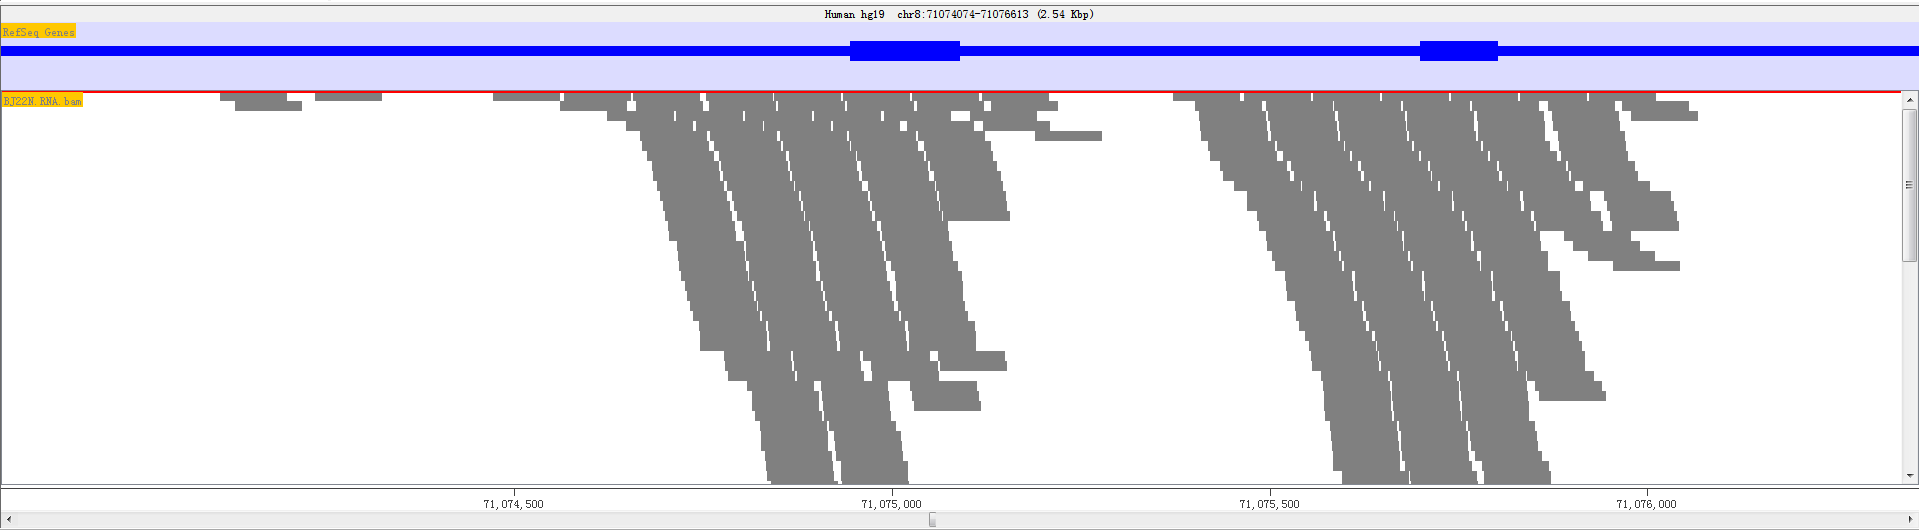 Human hg19 chr8:71074074-71076613 (2.54 Kbp)
RefSeq Genes
BJ22N.RNA.bam
71,074,500 71,075,000 71,075,500 71,076,000